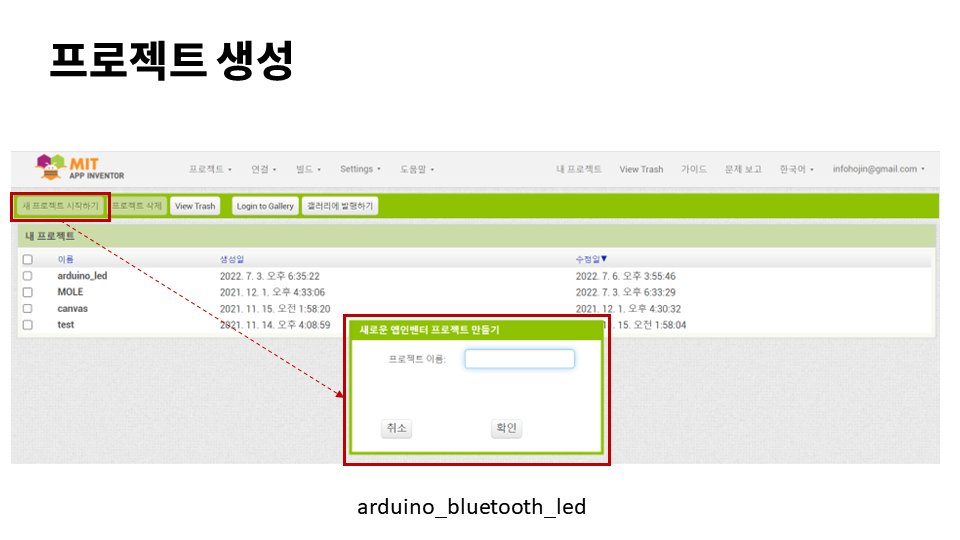 프로젝트 생성
MIT
APP INVENTOR
프로젝트 ▾ 연결 ▾ 빌드 ▾ Settings ▾ 도움말 ▾ 내 프로젝트 View Trash 가이드 문제 보고 한국어 ▾ infohojin@gmail.com ▾
새 프로젝트 시작하기 프로젝트 삭제 View Trash Login to Gallery 갤러리에 발행하기
내 프로젝트
이름 생성일 수정일▼
arduino_led 2022. 7. 3. 오후 6:35:22 2022. 7. 6. 오후 3:55:46
MOLE 2021. 12. 1. 오후 4:33:06 2022. 7. 3. 오후 6:33:29
canvas 2021. 11. 15. 오전 1:58:20 2021. 12. 1. 오후 4:30:32
test 2021. 11. 14. 오후 4:08:59 15. 오전 1:58:04
새로운 앱인벤터 프로젝트 만들기
프로젝트 이름:
취소 확인
arduino_bluetooth_led